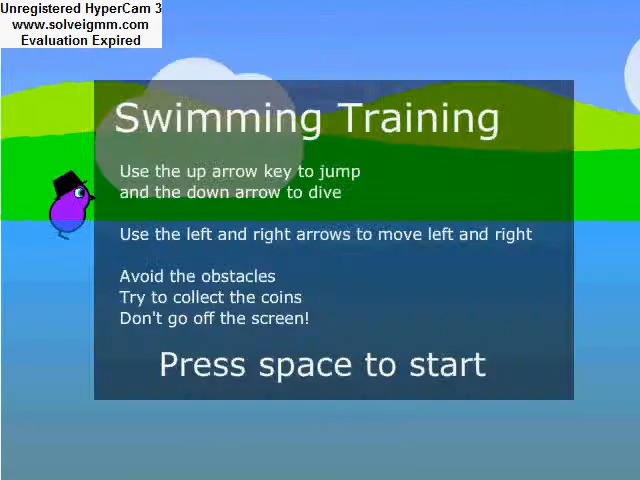 Unregistered HyperCam 3
www.solveigmm.com
Evaluation Expired
Swimming Training
Use the up arrow key to jump
and the down arrow to dive
Use the left and right arrows to move left and right
Avoid the obstacles
Try to collect the coins
Don't go off the screen!
Press space to start